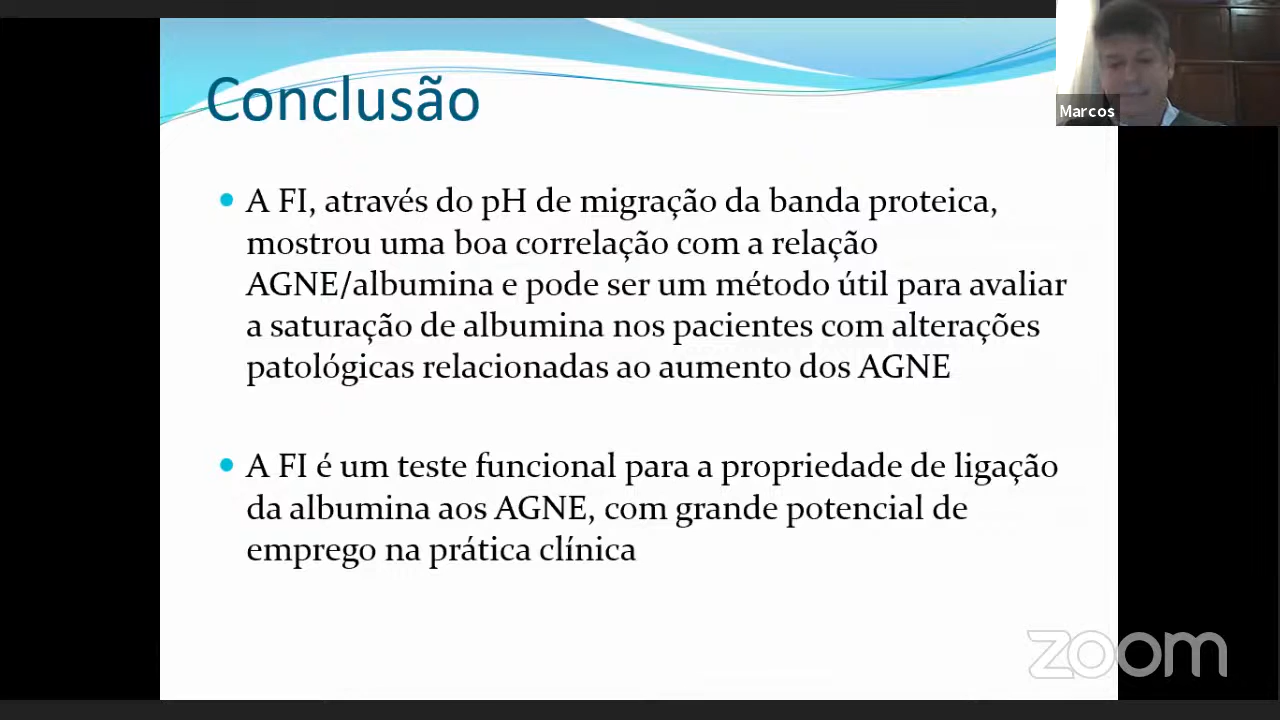 Conclusão
Marcos
A FI, através do pH de migração da banda proteica,
mostrou uma boa correlação com a relação
AGNE/albumina e pode ser um método útil para avaliar
a saturação de albumina nos pacientes com alterações
patológicas relacionadas ao aumento dos AGNE
A FI é um teste funcional para a propriedade de ligação
da albumina aos AGNE, com grande potencial de
emprego na prática clínica
zoom